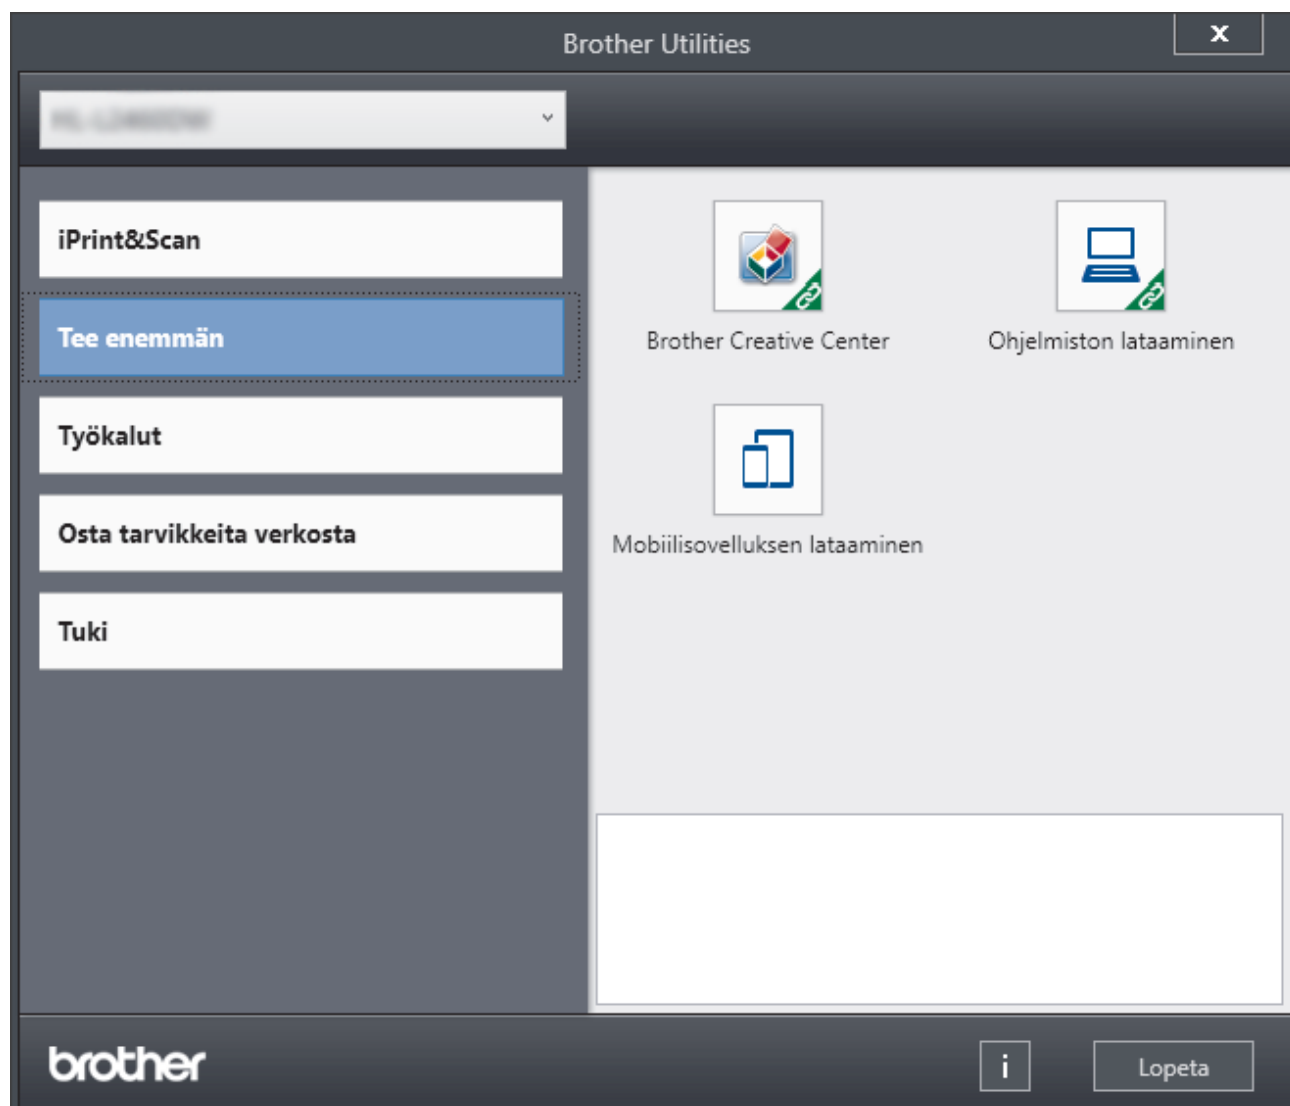 Brother Utilities
x
iPrint&Scan
Tee enemmän
Työkalut
Osta tarvikkeita verkosta
Tuki
Brother Creative Center
Ohjelmiston lataaminen
Mobiilisovelluksen lataaminen
brother
i
Lopeta